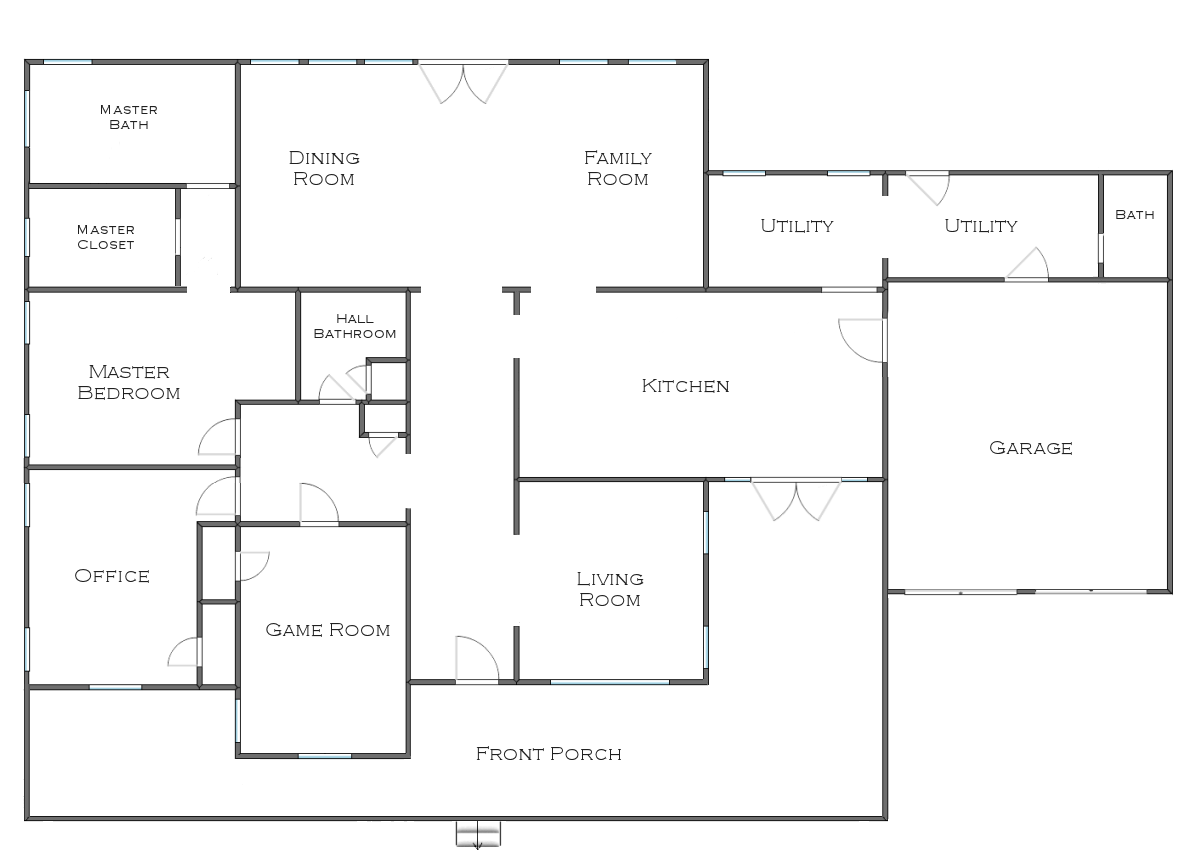 MASTER
BATH
DINING
ROOM
FAMILY
ROOM
MASTER
CLOSET
UTILITY
UTILITY
BATH
HALL
BATHROOM
MASTER
BEDROOM
KITCHEN
GARAGE
OFFICE
LIVING
ROOM
GAME ROOM
FRONT PORCH